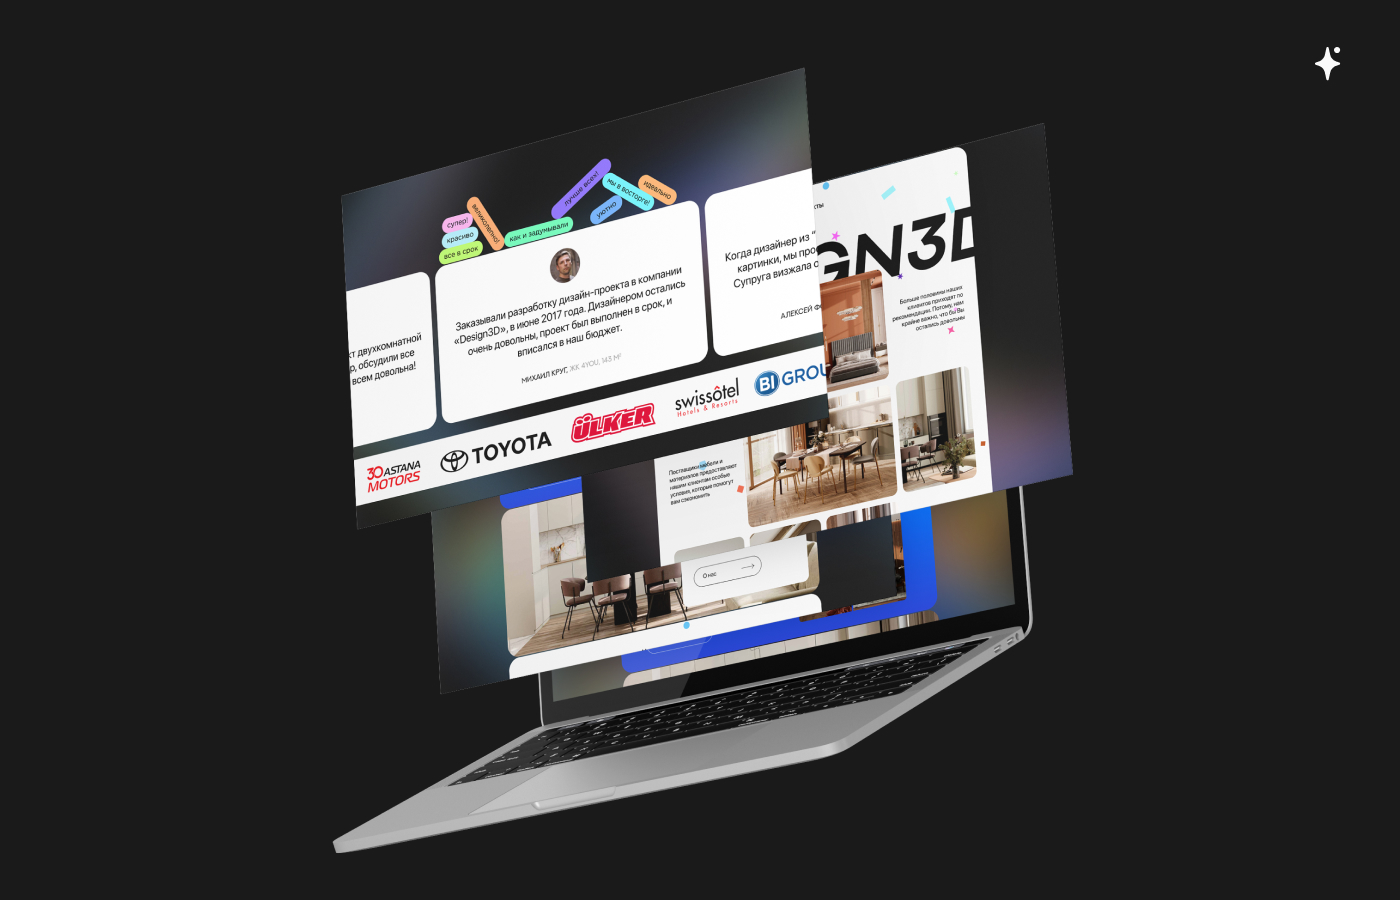 лучше всех!
мы в восторге!
идеально
уютно
супер!
великолепно!
красиво
все в срок
как и задумывали
Заказывали разработку дизайн-проекта в компании
«Design3D», в июне 2017 года. Дизайнером остались
очень довольны, проект был выполнен в срок, и
вписался в наш бюджет.
МИХАИЛ КРУГ, ЖК 4YOU, 143 М²
двухкомнатной
обсудили все
всем довольна!
Когда дизайнер из "
картинки, мы
Супруга визжала
АЛЕКСЕЙ
30 ASTANA
MOTORS
TOYOTA
ÜLKER
swissôtel
Hotels & Resorts
BI GROU
GN3D
Больше половины наших
клиентов приходят по
рекомендации. Потому, нам
крайне важно, что бы Вы
остались довольны
Поставщики мебели и
материалов предоставляют
нашим клиентам особые
условия, которые помогут
вам сэкономить
О нас